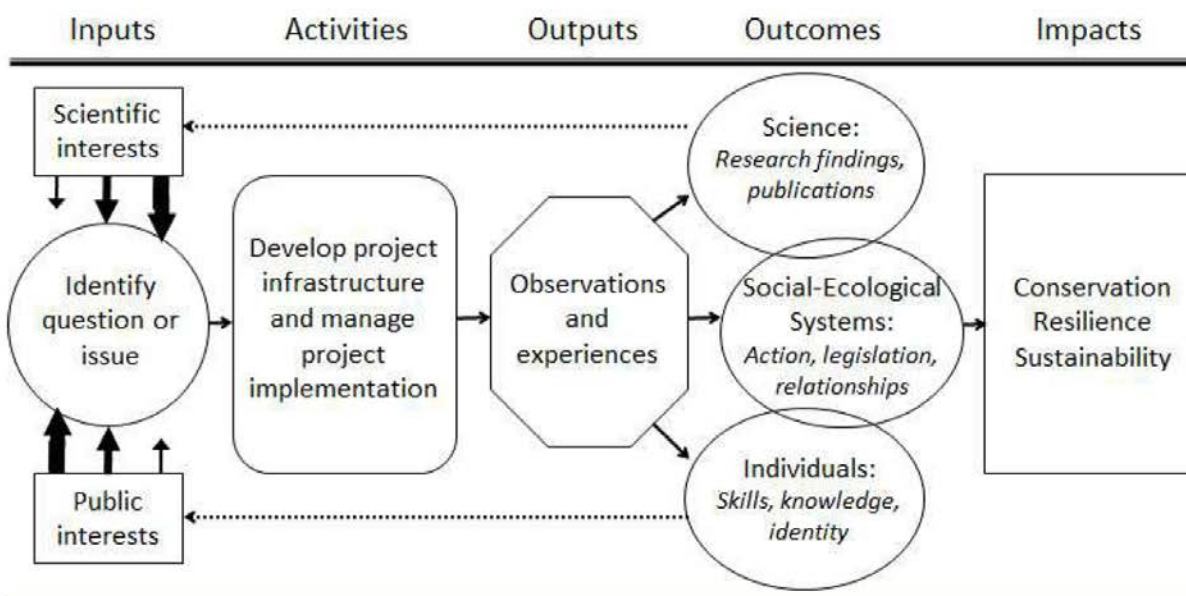 Inputs
Activities
Outputs
Outcomes
Impacts
Scientific
interests
Identify
question or
issue
Public
interests
Develop project
infrastructure
and manage
project
implementation
Observations
and
experiences
Science:
Research findings,
publications
Social-Ecological
Systems:
Action, legislation,
relationships
Individuals:
Skills, knowledge,
identity
Conservation
Resilience
Sustainability